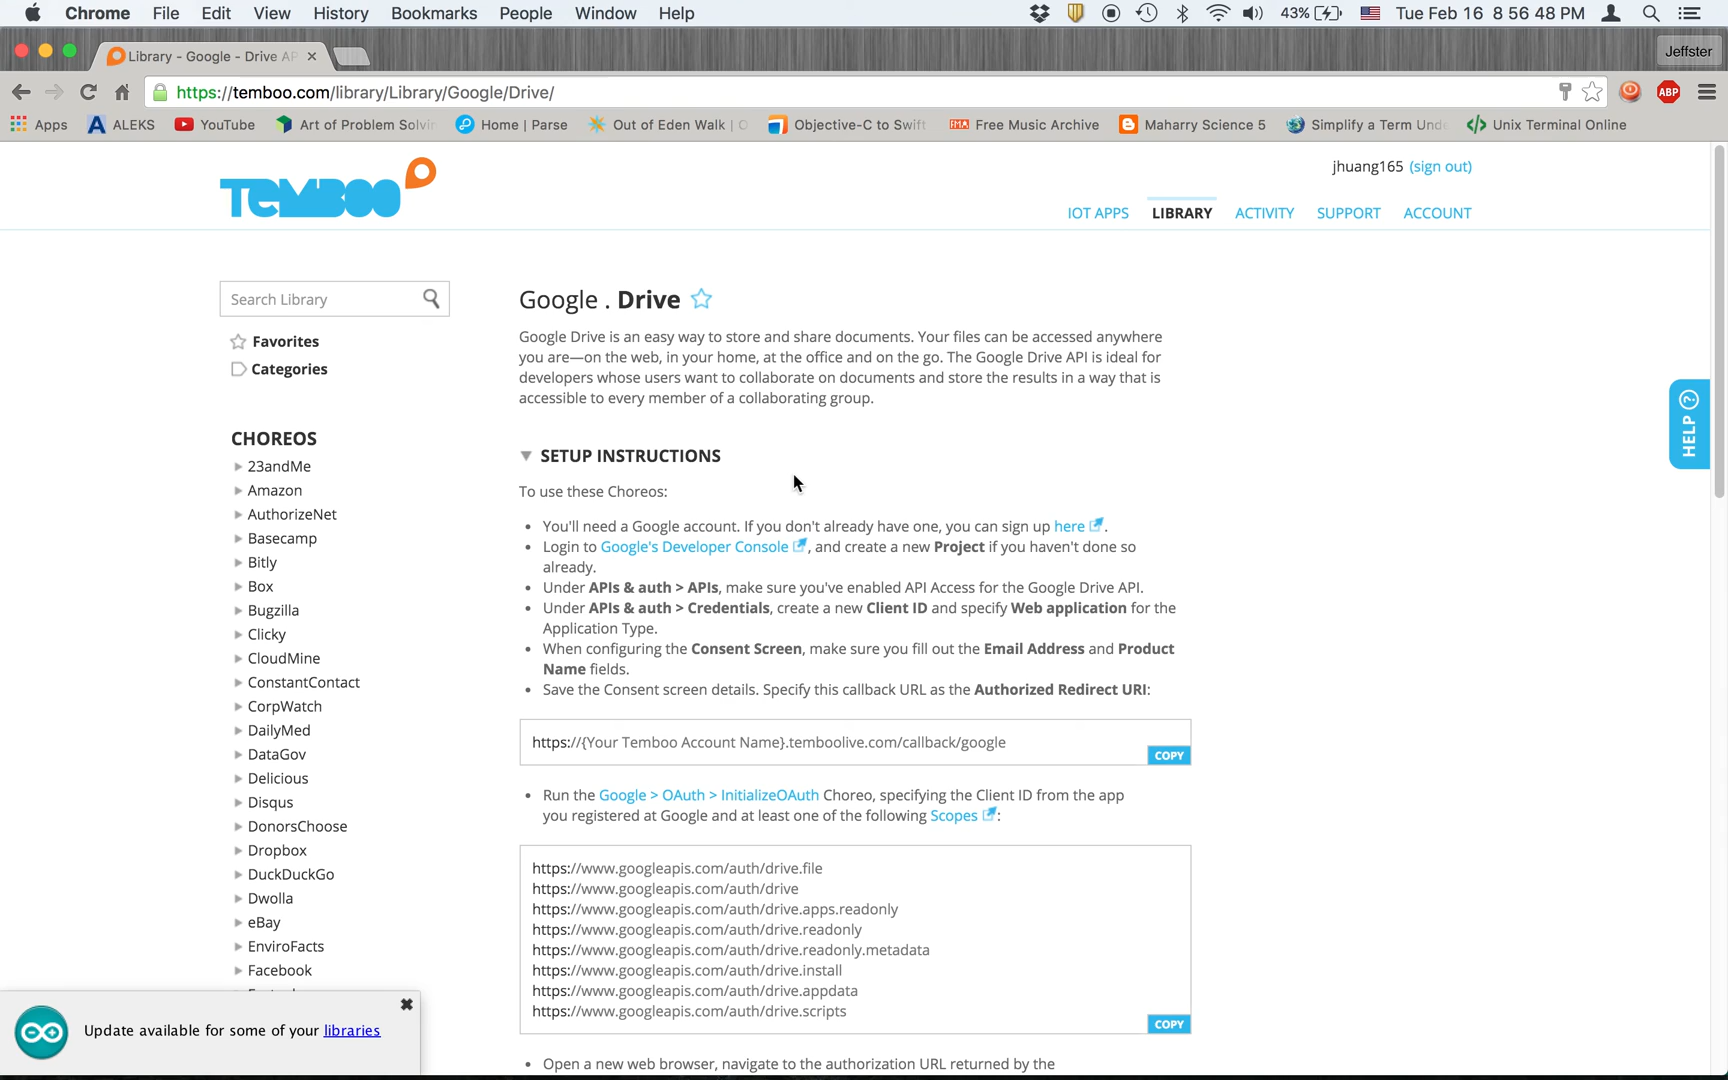 Chrome File Edit View History Bookmarks People Window Help 43% Tue Feb 16 8 56 48 PM
Library - Google - Drive AP
Jeffster
https://temboo.com/library/Library/Google/Drive/
ABP
Apps ALEKS YouTube Art of Problem Solvin Home | Parse Out of Eden Walk | O Objective-C to Swift FMA Free Music Archive Maharry Science 5 Simplify a Term Unde Unix Terminal Online
TEMBOO
jhuang165 (sign out)
IOT APPS LIBRARY ACTIVITY SUPPORT ACCOUNT
Search Library
Favorites
Categories
CHOREOS
23andMe
Amazon
AuthorizeNet
Basecamp
Bitly
Box
Bugzilla
Clicky
CloudMine
ConstantContact
CorpWatch
DailyMed
DataGov
Delicious
Disqus
DonorsChoose
Dropbox
DuckDuckGo
Dwolla
eBay
EnviroFacts
Facebook
Google . Drive
Google Drive is an easy way to store and share documents. Your files can be accessed anywhere
you are—on the web, in your home, at the office and on the go. The Google Drive API is ideal for
developers whose users want to collaborate on documents and store the results in a way that is
accessible to every member of a collaborating group.
SETUP INSTRUCTIONS
To use these Choreos:
• You'll need a Google account. If you don't already have one, you can sign up here .
• Login to Google's Developer Console , and create a new Project if you haven't done so
already.
• Under APIs & auth > APIs, make sure you've enabled API Access for the Google Drive API.
• Under APIs & auth > Credentials, create a new Client ID and specify Web application for the
Application Type.
• When configuring the Consent Screen, make sure you fill out the Email Address and Product
Name fields.
• Save the Consent screen details. Specify this callback URL as the Authorized Redirect URI:
https://{Your Temboo Account Name}.temboolive.com/callback/google
COPY
• Run the Google > OAuth > InitializeOAuth Choreo, specifying the Client ID from the app
you registered at Google and at least one of the following Scopes :
https://www.googleapis.com/auth/drive.file
https://www.googleapis.com/auth/drive
https://www.googleapis.com/auth/drive.apps.readonly
https://www.googleapis.com/auth/drive.readonly
https://www.googleapis.com/auth/drive.readonly.metadata
https://www.googleapis.com/auth/drive.install
https://www.googleapis.com/auth/drive.appdata
https://www.googleapis.com/auth/drive.scripts
COPY
• Open a new web browser, navigate to the authorization URL returned by the
HELP ?
Update available for some of your libraries